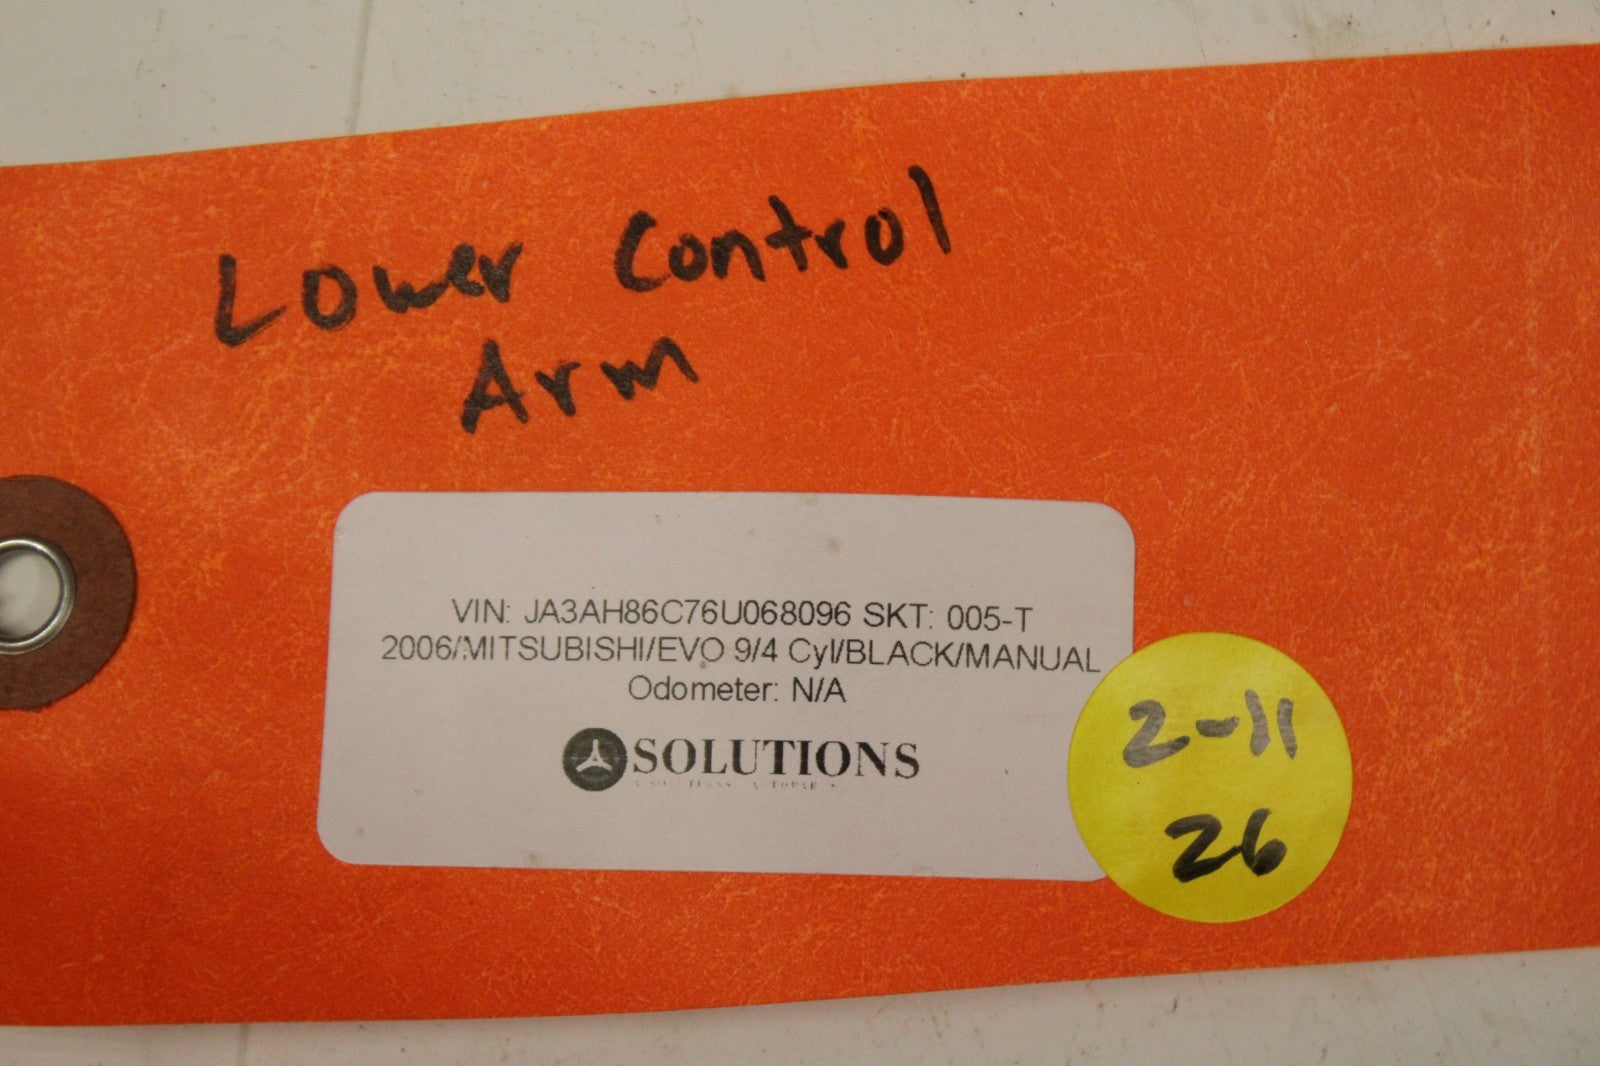 Lower Control
Arm
VIN: JA3AH86C76U068096 SKT: 005-T
2006/MITSUBISHI/EVO 9/4 Cyl/BLACK/MANUAL
Odometer: N/A
SOLUTIONS
2-11
26